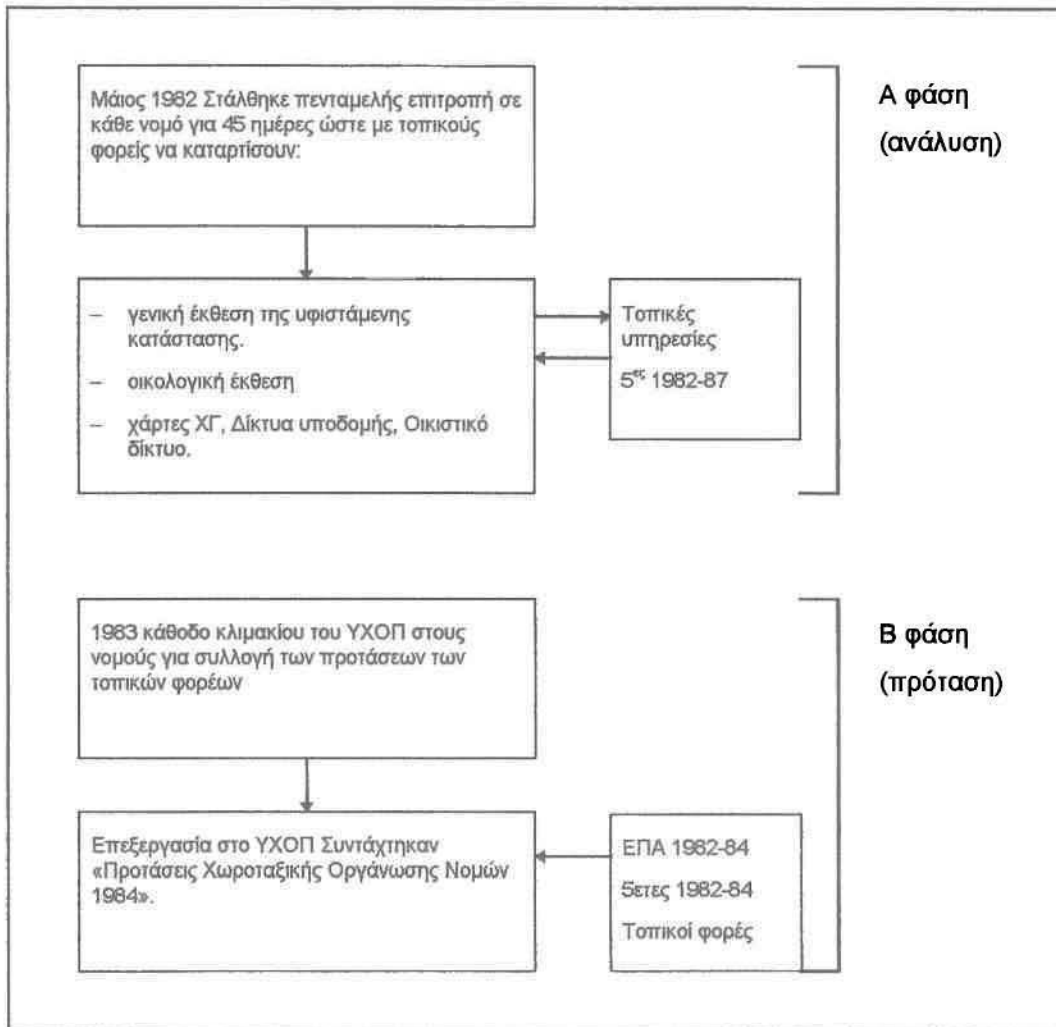 Μάιος 1982 Στάλθηκε πενταμελής επιτροπή σε
κάθε νομό για 45 ημέρες ώστε με τοπικούς
φορείς να καταρτίσουν:
Α φάση
(ανάλυση)
– γενική έκθεση της υφιστάμενης
κατάστασης.
– οικολογική έκθεση
– χάρτες ΧΓ, Δίκτυα υποδομής, Οικιστικό
δίκτυο.
Τοπικές
υπηρεσίες
5ες 1982-87
1983 κάθοδο κλιμακίου του ΥΧΟΠ στους
νομούς για συλλογή των προτάσεων των
τοπικών φορέων
Β φάση
(πρόταση)
Επεξεργασία στο ΥΧΟΠ Συντάχτηκαν
«Προτάσεις Χωροταξικής Οργάνωσης Νομών
1984».
ΕΠΑ 1982-84
5ετες 1982-84
Τοπικοί φορές